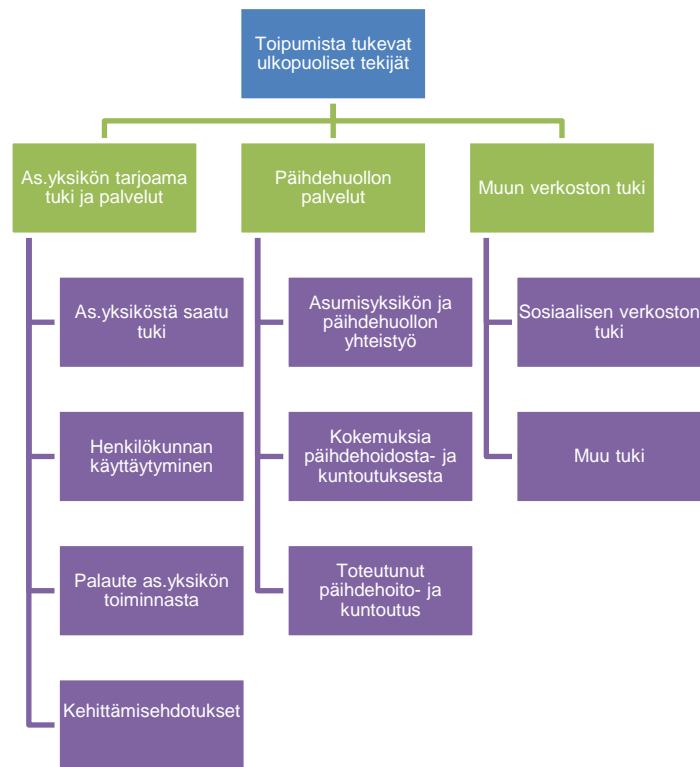 Toipumista tukevat
ulkopuoliset tekijät
As.yksikön tarjoama
tuki ja palvelut
Päihdehuollon
palvelut
Muun verkoston tuki
As.yksiköstä saatu
tuki
Henkilökunnan
käyttäytyminen
Palaute as.yksikön
toiminnasta
Kehittämisehdotukset
Asumisyksikön ja
päihdehuollon
yhteistyö
Kokemuksia
päihdehoidosta- ja
kuntoutuksesta
Toteutunut
päihdehoito- ja
kuntoutus
Sosiaalisen verkoston
tuki
Muu tuki